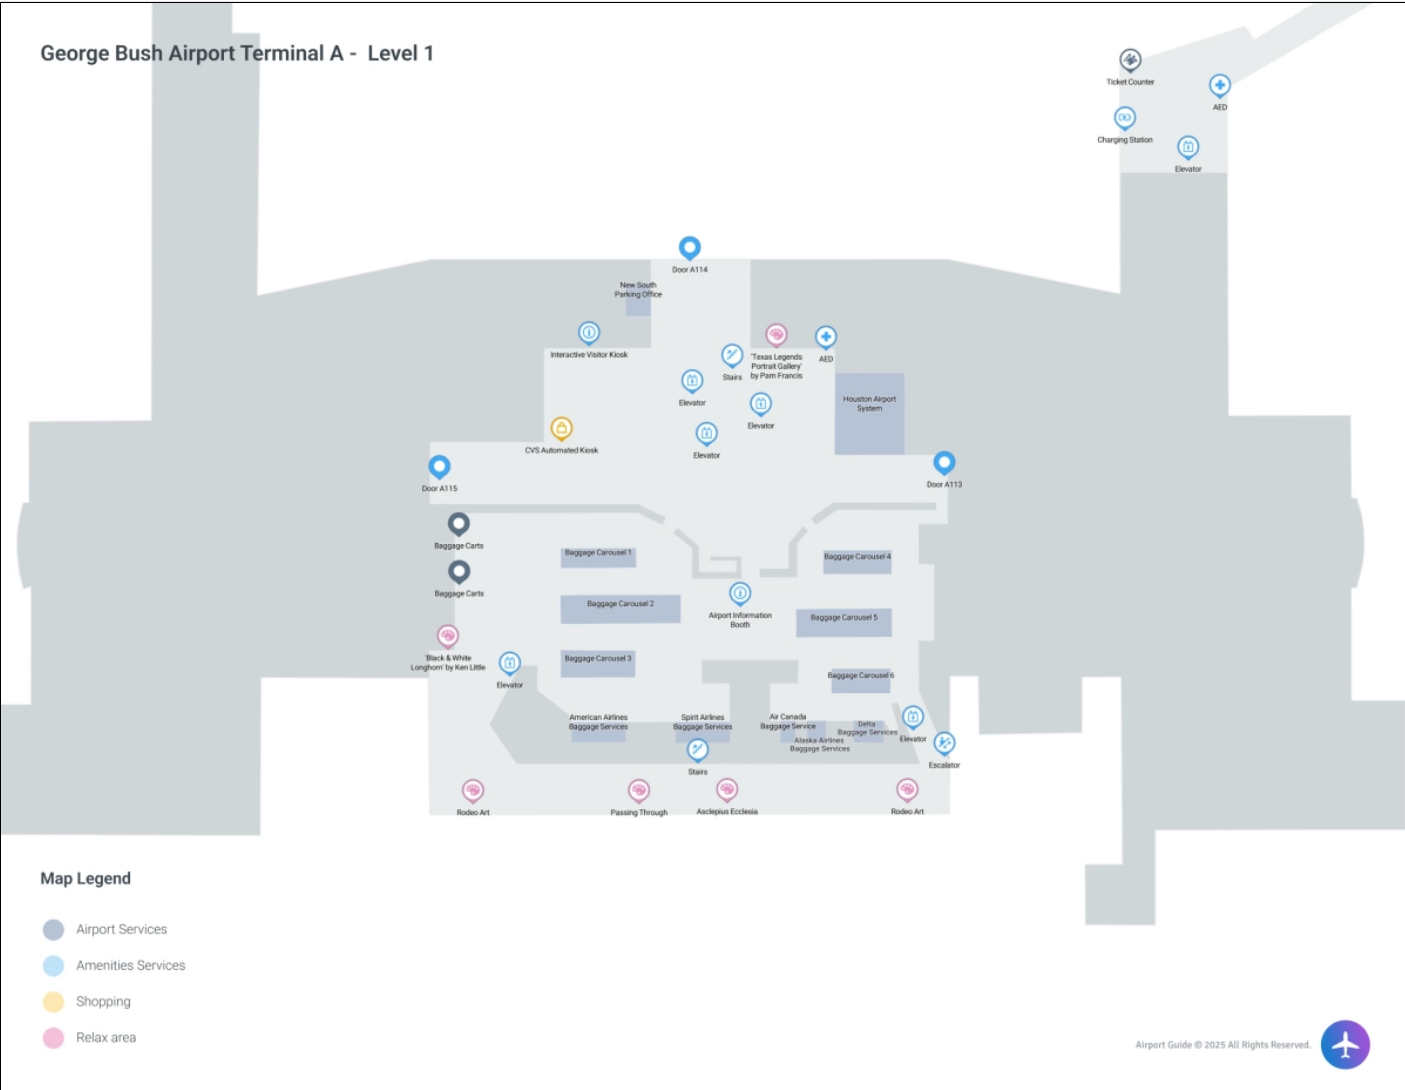 George Bush Airport Terminal A - Level 1
Ticket Counter
AED
Charging Station
Elevator
Door A114
New South
Parking Office
Interactive Visitor Kiosk
Stairs
'Texas Legends
Portrait Gallery'
by Pam Francis
AED
Elevator
Elevator
Houston Airport
System
CVS Automated Kiosk
Elevator
Door A115
Door A113
Baggage Carts
Baggage Carousel 1
Baggage Carousel 4
Baggage Carts
Baggage Carousel 2
Airport Information
Booth
Baggage Carousel 5
'Black & White
Longhorn' by Ken Little
Elevator
Baggage Carousel 3
Baggage Carousel 6
American Airlines
Baggage Services
Spirit Airlines
Baggage Services
Air Canada
Baggage Service
Alaska Airlines
Baggage Services
Delta
Baggage Services
Elevator
Escalator
Stairs
Rodeo Art
Passing Through
Asclepius Ecclesia
Rodeo Art
Map Legend
Airport Services
Amenities Services
Shopping
Relax area
Airport Guide © 2025 All Rights Reserved.